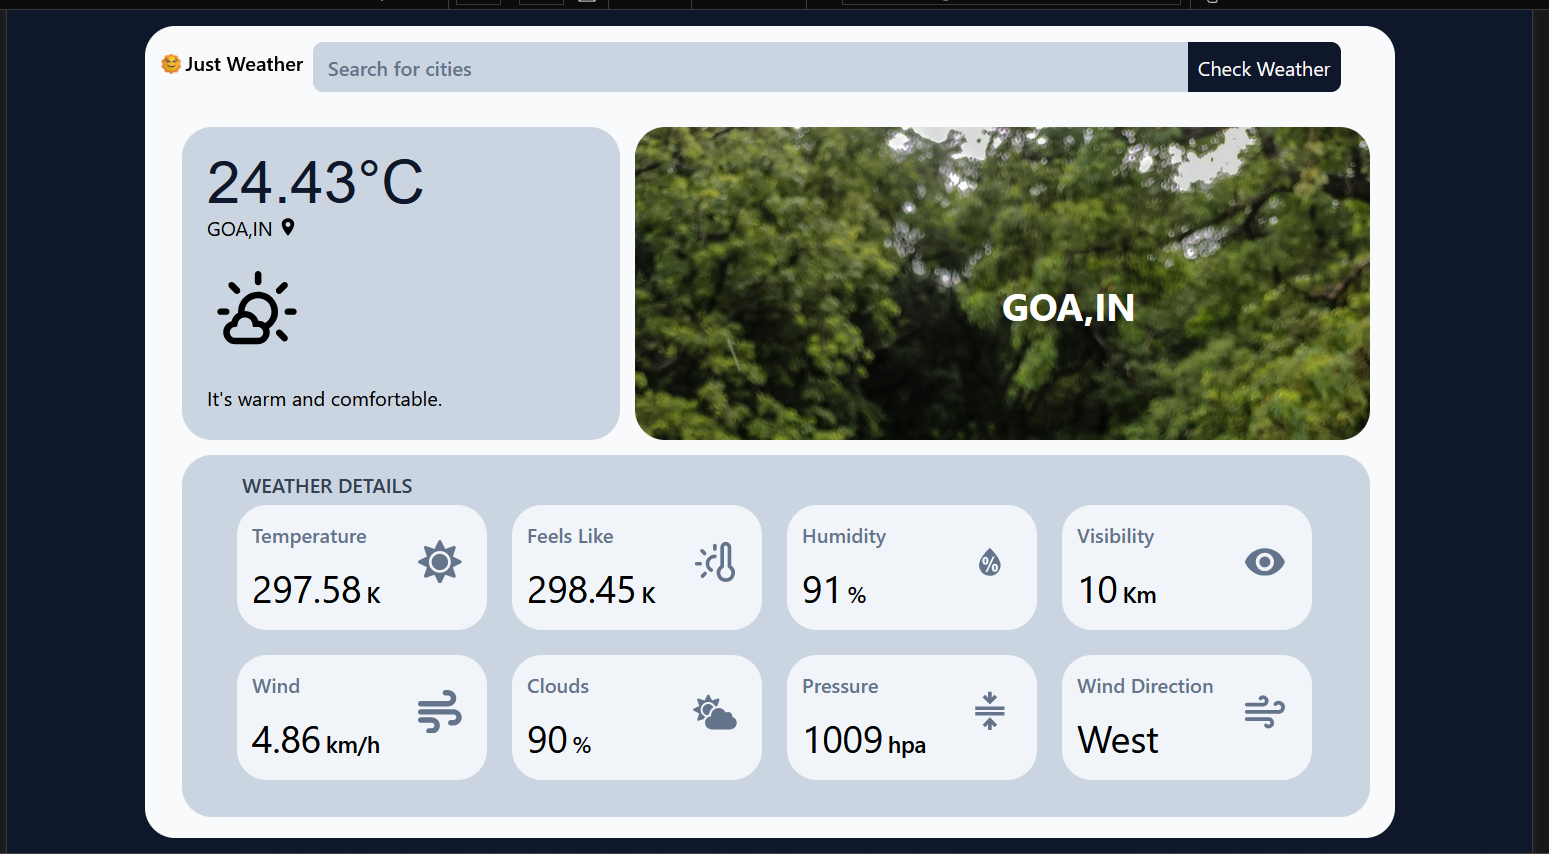 Just Weather
Search for cities
Check Weather
24.43°C
GOA,IN
It's warm and comfortable.
GOA,IN
WEATHER DETAILS
Temperature
297.58 K
Feels Like
298.45 K
Humidity
%
91 %
Visibility
10 Km
Wind
4.86 km/h
Clouds
90 %
Pressure
1009 hpa
Wind Direction
West